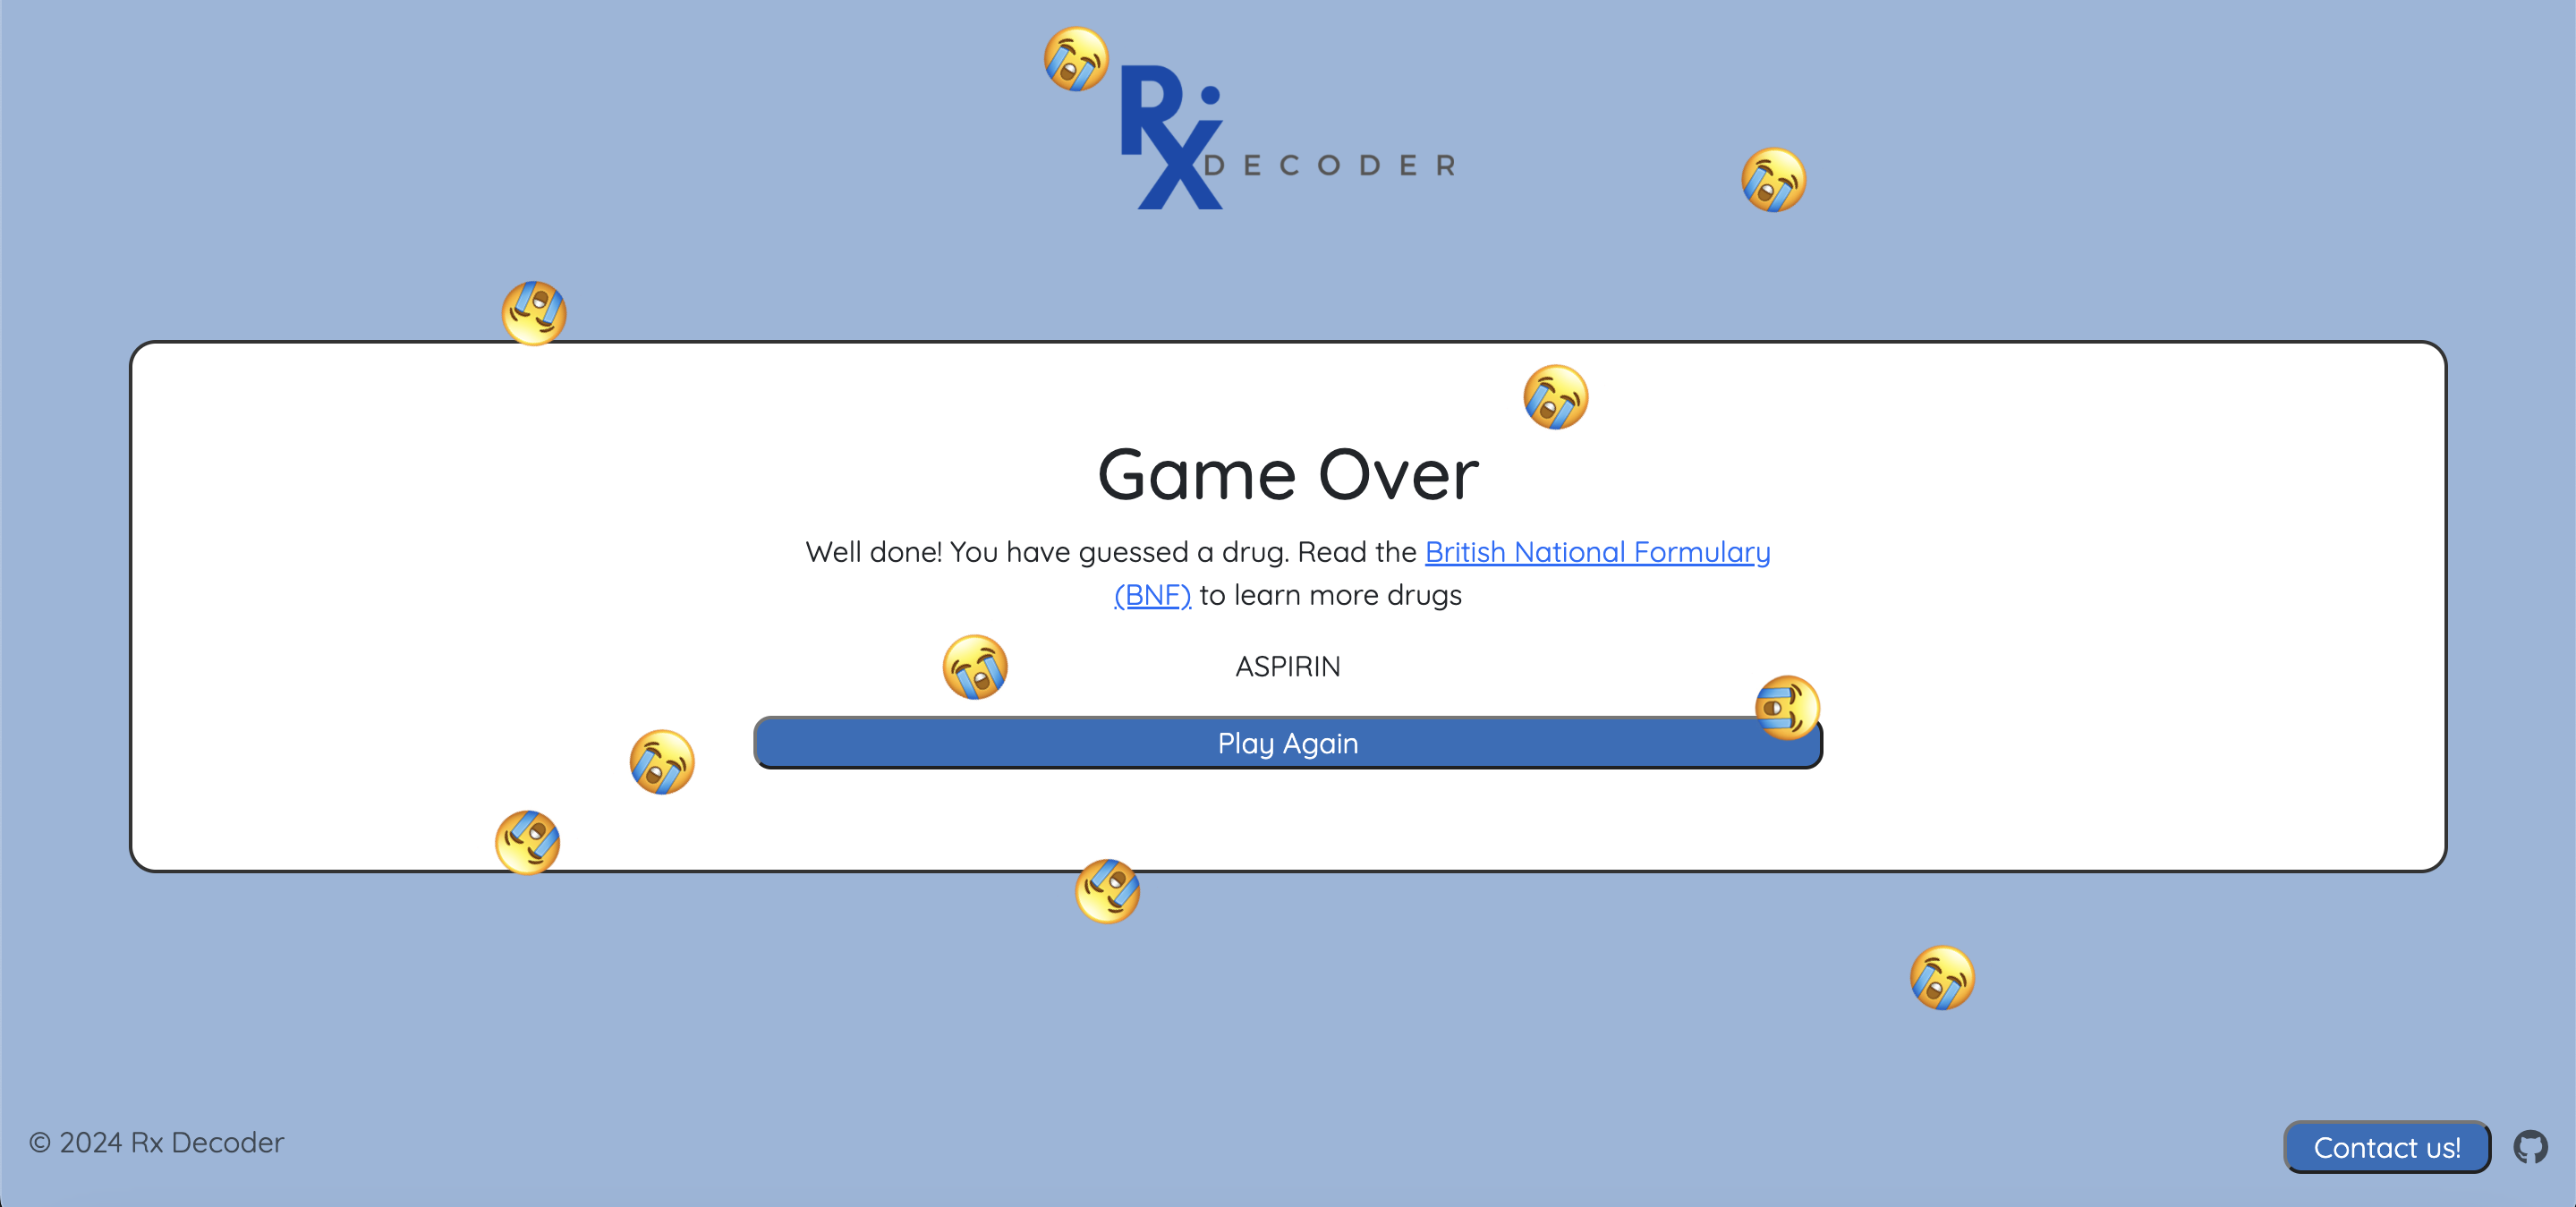 Rx DECODER
Game Over
Well done! You have guessed a drug. Read the British National Formulary
(BNF) to learn more drugs
ASPIRIN
Play Again
© 2024 Rx Decoder
Contact us!